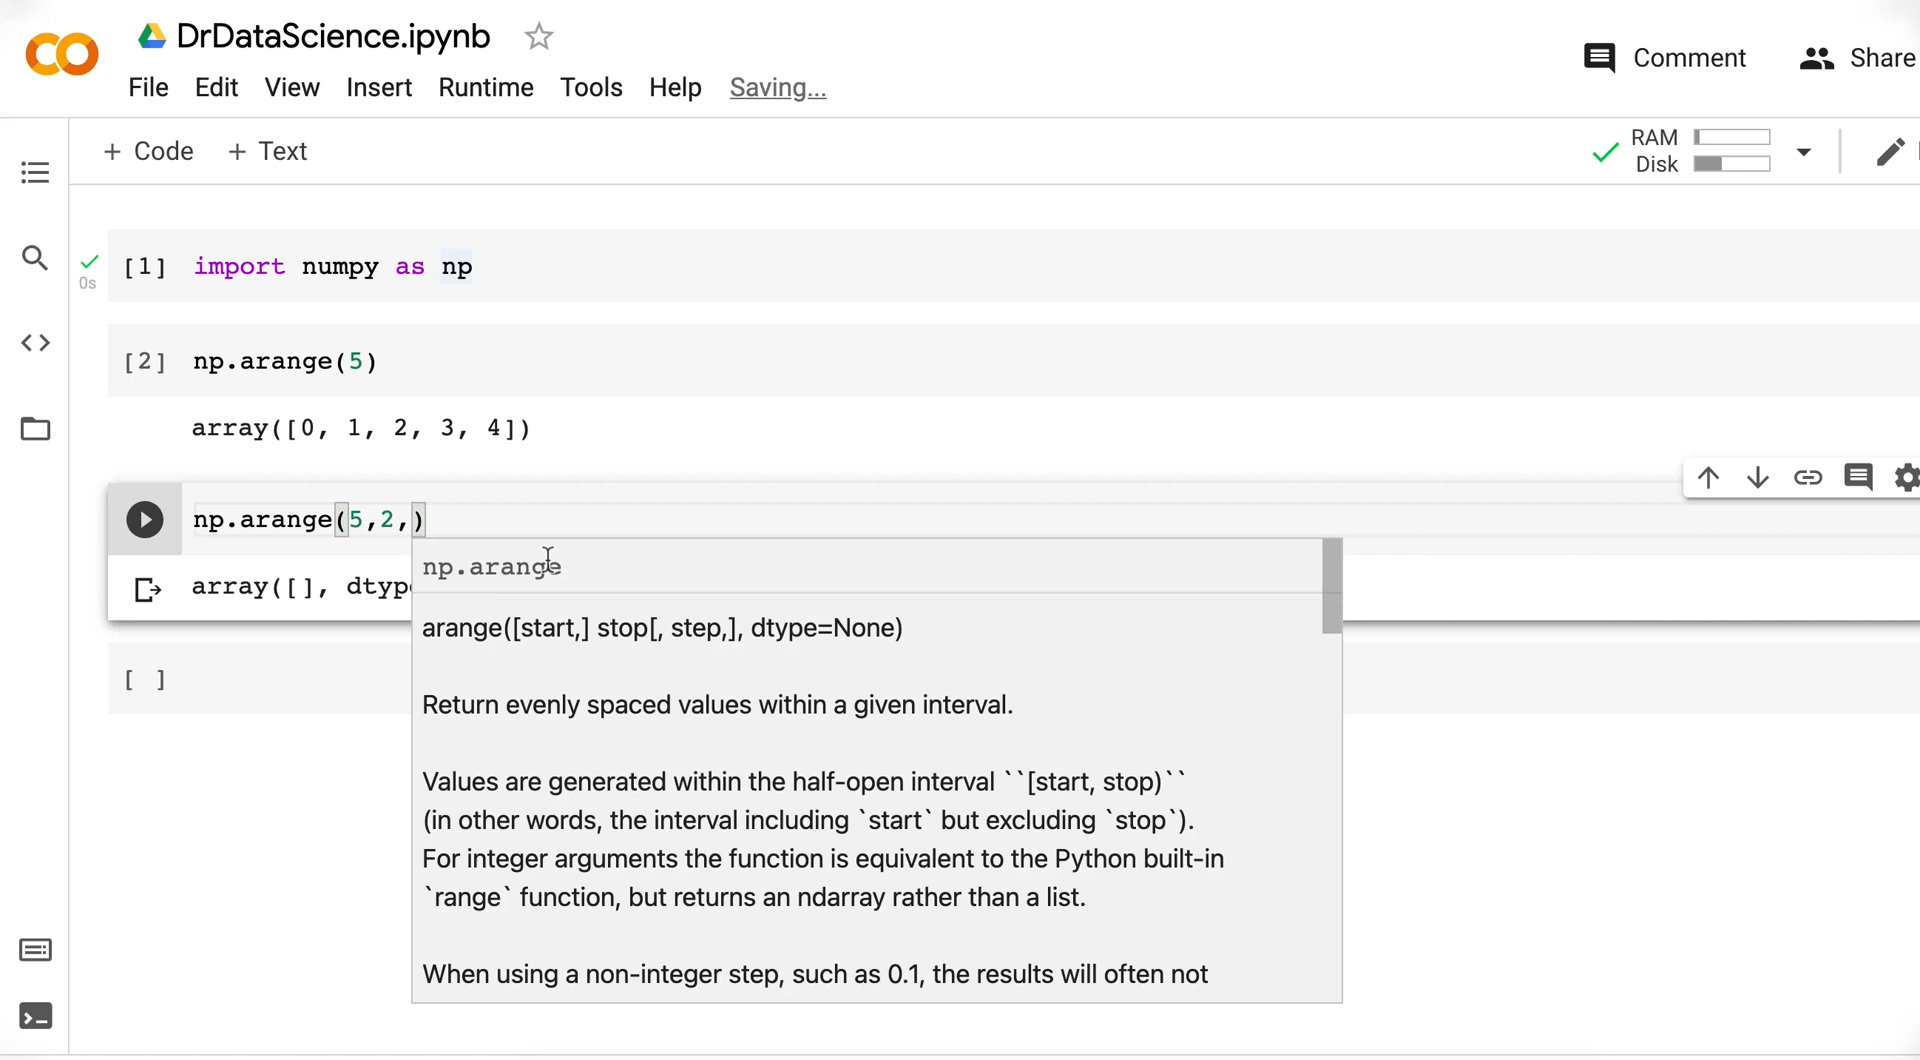 CO DrDataScience.ipynb
File Edit View Insert Runtime Tools Help Saving...
Comment Share
+ Code + Text
RAM
Disk
[1] import numpy as np
0s
[2] np.arange(5)
array([0, 1, 2, 3, 4])
np.arange(5,2,)
array([], dtype
[ ]
np.arange
arange([start,] stop[, step,], dtype=None)
Return evenly spaced values within a given interval.
Values are generated within the half-open interval ``[start, stop)``
(in other words, the interval including `start` but excluding `stop`).
For integer arguments the function is equivalent to the Python built-in
`range` function, but returns an ndarray rather than a list.
When using a non-integer step, such as 0.1, the results will often not